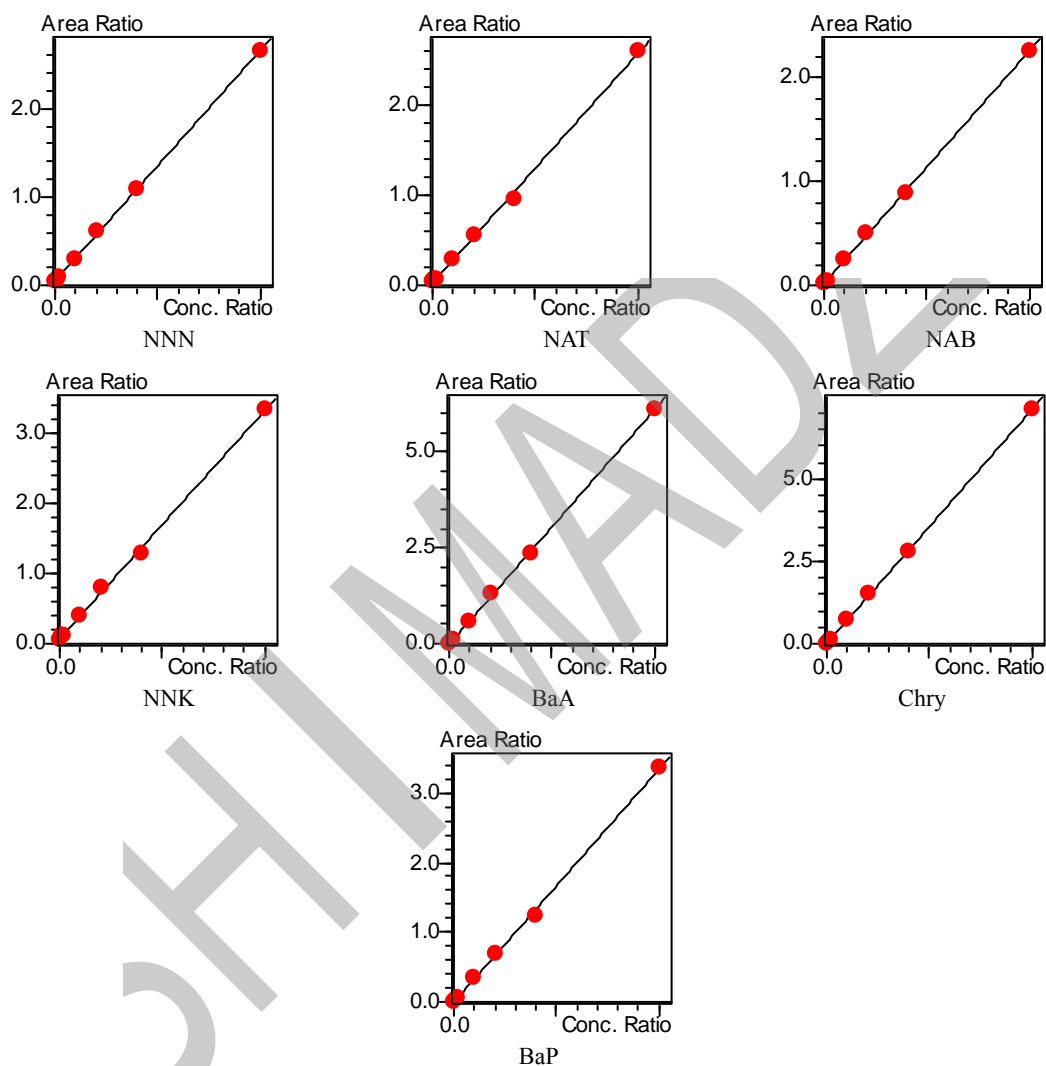 Area Ratio Area Ratio Area Ratio
2.0 2.0 2.0
1.0 1.0 1.0
0.0 0.0 0.0
0.0 Conc. Ratio 0.0 Conc. Ratio 0.0 Conc. Ratio
NNN NAT NAB
Area Ratio Area Ratio Area Ratio
3.0 5.0 5.0
2.0
1.0 2.5 2.5
0.0 0.0 0.0
0.0 Conc. Ratio 0.0 Conc. Ratio 0.0 Conc. Ratio
NNK BaA Chry
Area Ratio
3.0
2.0
1.0
0.0
0.0 Conc. Ratio
BaP
SHIMADZ